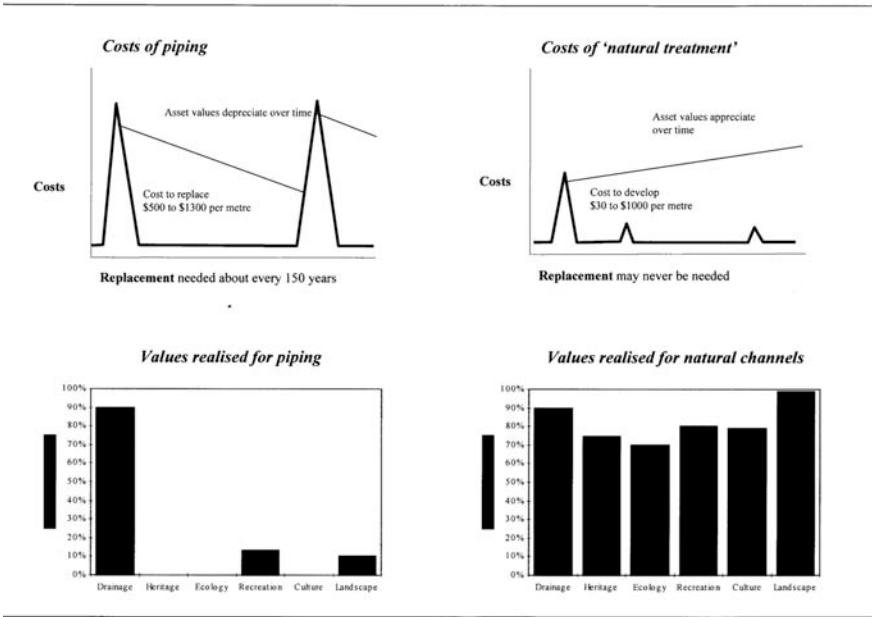 Costs of piping
Asset values depreciate over time
Costs
Cost to replace
$500 to $1300 per metre
Replacement needed about every 150 years
Costs of 'natural treatment'
Asset values appreciate
over time
Costs
Cost to develop
$30 to $1000 per metre
Replacement may never be needed
Values realised for piping
100%
90%
80%
70%
60%
50%
40%
30%
20%
10%
0%
Drainage Heritage Ecology Recreation Culture Landscape
Values realised for natural channels
100%
90%
80%
70%
60%
50%
40%
30%
20%
10%
0%
Drainage Heritage Ecology Recreation Culture Landscape